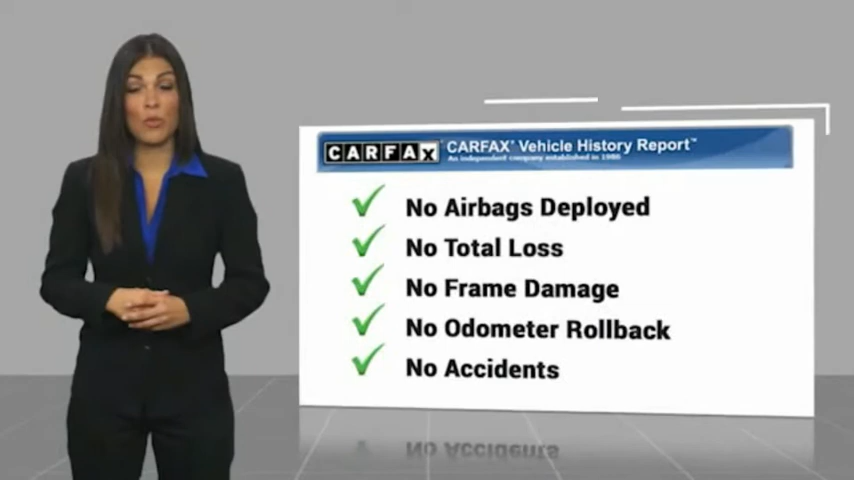 CARFAX CARFAX® Vehicle History Report™
An independent company established in 1986
No Airbags Deployed
No Total Loss
No Frame Damage
No Odometer Rollback
No Accidents